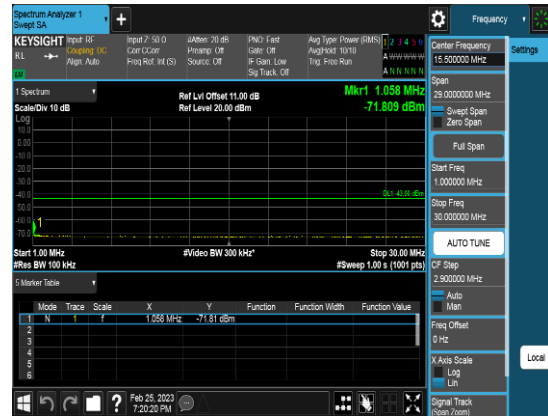 Spectrum Analyzer 1
Swept SA
+
Frequency
KEYSIGHT
RL
Input: RF
Coupling: DC
Align: Auto
Input Z: 50 Ω
Corr CCorr
Freq Ref: Int (S)
#Atten: 20 dB
Preamp: Off
Source: Off
PNO: Fast
Gate: Off
IF Gain: Low
Sig Track: Off
Avg Type: Power (RMS)
Avg|Hold: 10/10
Trig: Free Run
1 2 3 4 5 6
A W W W W W
A N N N N N
1 Spectrum
Scale/Div 10 dB
Ref Lvl Offset 11.00 dB
Ref Level 20.00 dBm
Mkr1 1.058 MHz
-71.809 dBm
Log
10.0
0.00
-10.0
-20.0
-30.0
-40.0
-50.0
-60.0
-70.0
DL1 -43.00 dBm
1
Start 1.00 MHz
#Res BW 100 kHz
#Video BW 300 kHz*
Stop 30.00 MHz
#Sweep 1.00 s (1001 pts)
5 Marker Table
Mode Trace Scale X Y Function Function Width Function Value
1 N 1 f 1.058 MHz -71.81 dBm
2
3
4
5
6
Center Frequency
15.500000 MHz
Settings
Span
29.0000000 MHz
Swept Span
Zero Span
Full Span
Start Freq
1.000000 MHz
Stop Freq
30.000000 MHz
AUTO TUNE
CF Step
2.900000 MHz
Auto
Man
Freq Offset
0 Hz
X Axis Scale
Log
Lin
Local
Signal Track
(Span Zoom)
?
Feb 25, 2023
7:20:20 PM